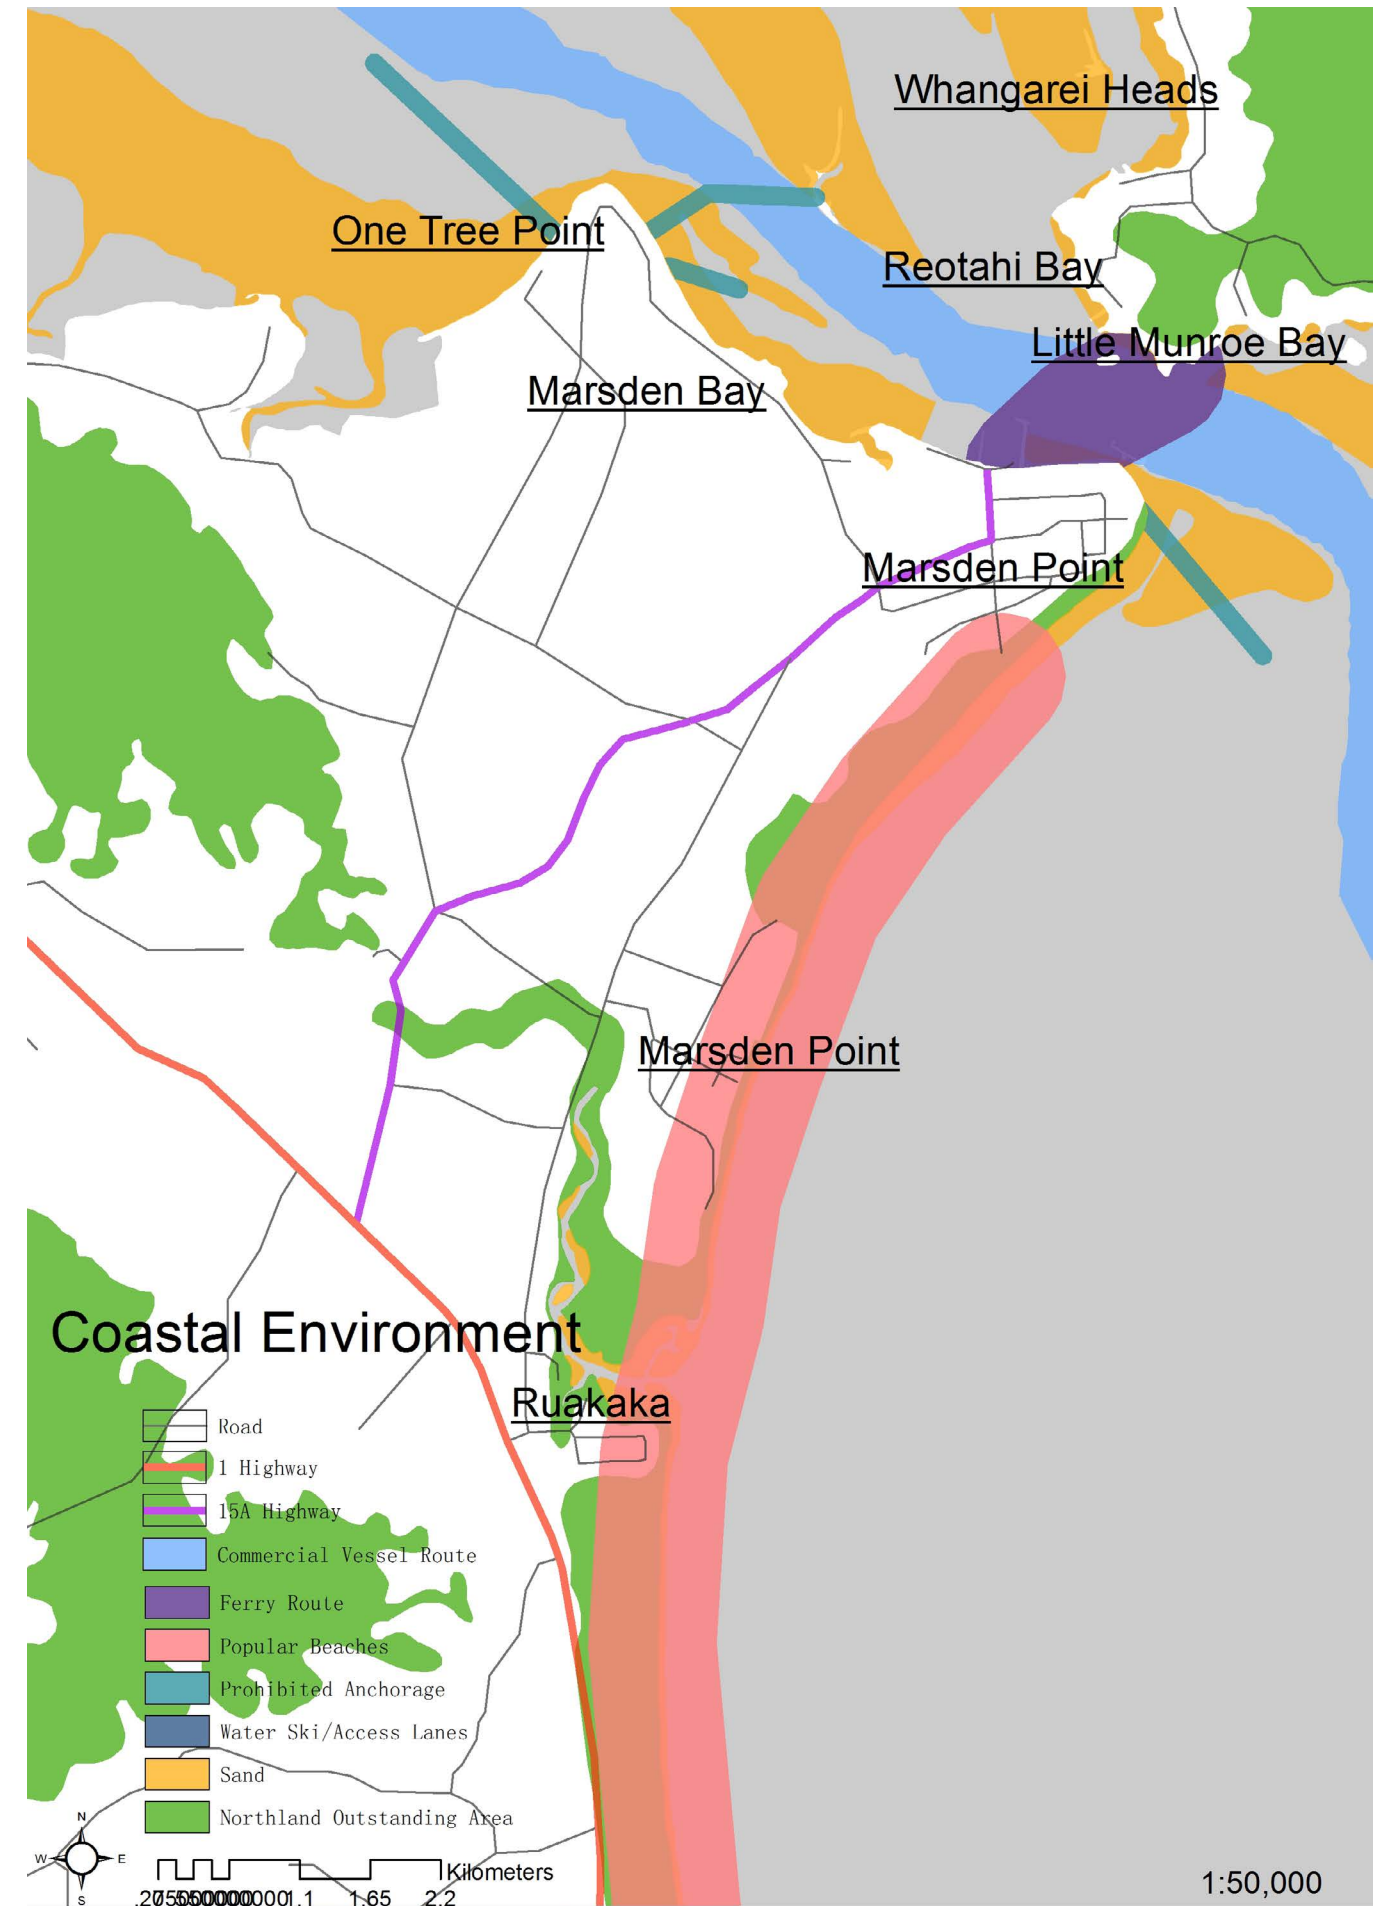 Whangarei Heads
One Tree Point
Reotahi Bay
Little Munroe Bay
Marsden Bay
Marsden Point
Marsden Point
Coastal Environment
Ruakaka
Road
1 Highway
15A Highway
Commercial Vessel Route
Ferry Route
Popular Beaches
Prohibited Anchorage
Water Ski/Access Lanes
Sand
Northland Outstanding Area
N
W E
S
Kilometers
1.1 1.65 2.2
1:50,000